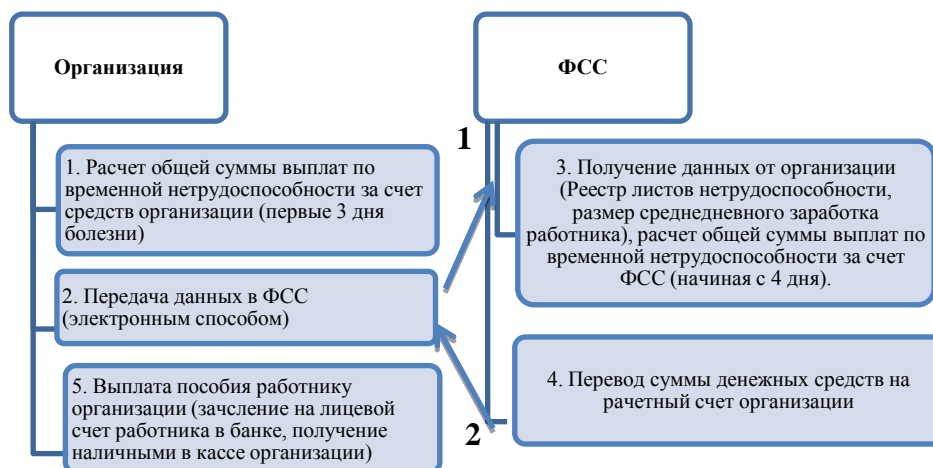 Организация
1. Расчет общей суммы выплат по
временной нетрудоспособности за счет
средств организации (первые 3 дня
болезни)
2. Передача данных в ФСС
(электронным способом)
5. Выплата пособия работнику
организации (зачсление на лицевой
счет работника в банке, получение
наличными в кассе организации)
ФСС
1
3. Получение данных от организации
(Реестр листов нетрудоспособности,
размер среднедневного заработка
работника), расчет общей суммы выплат по
временной нетрудоспособности за счет
ФСС (начиная с 4 дня).
4. Перевод суммы денежных средств на
рачетный счет организации
2